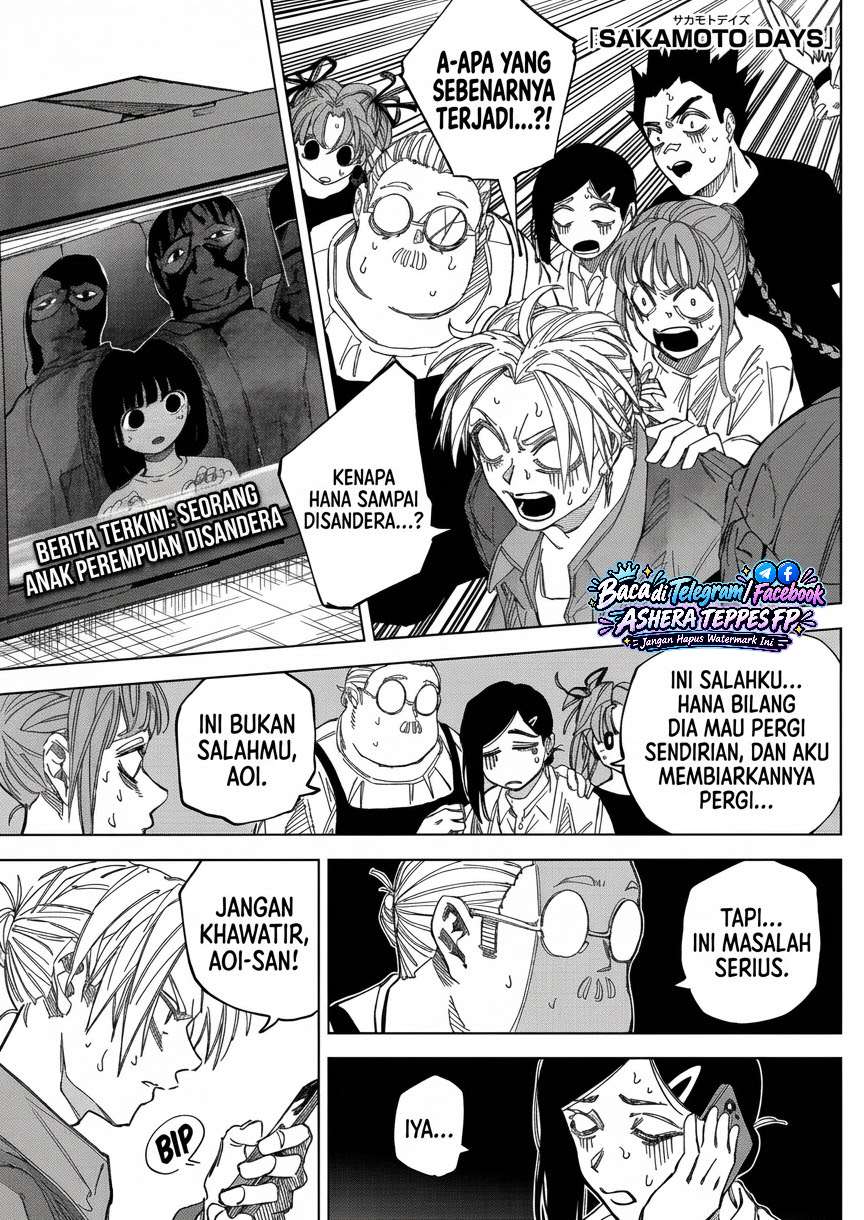 サカモトデイズ
「SAKAMOTO DAYS」
A-APA YANG
SEBENARNYA
TERJADI...?!
KENAPA
HANA SAMPAI
DISANDERA...?
BERITA TERKINI: SEORANG
ANAK PEREMPUAN DISANDERA
Baca di Telegram/Facebook
ASHERA TEPPES FP
Jangan Hapus Watermark Ini
INI SALAHKU...
HANA BILANG
DIA MAU PERGI
SENDIRIAN, DAN AKU
MEMBIARKANNYA
PERGI...
INI BUKAN
SALAHMU,
AOI.
TAPI...
INI MASALAH
SERIUS.
JANGAN
KHAWATIR,
AOI-SAN!
BIP
IYA...